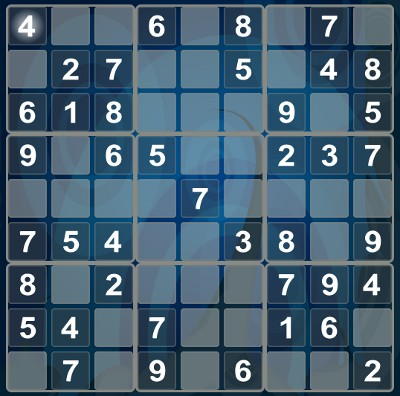 4 6 8 7
2 7 5 4 8
6 1 8 9 5
9 6 5 2 3 7
7
7 5 4 3 8 9
8 2 7 9 4
5 4 7 1 6
7 9 6 2